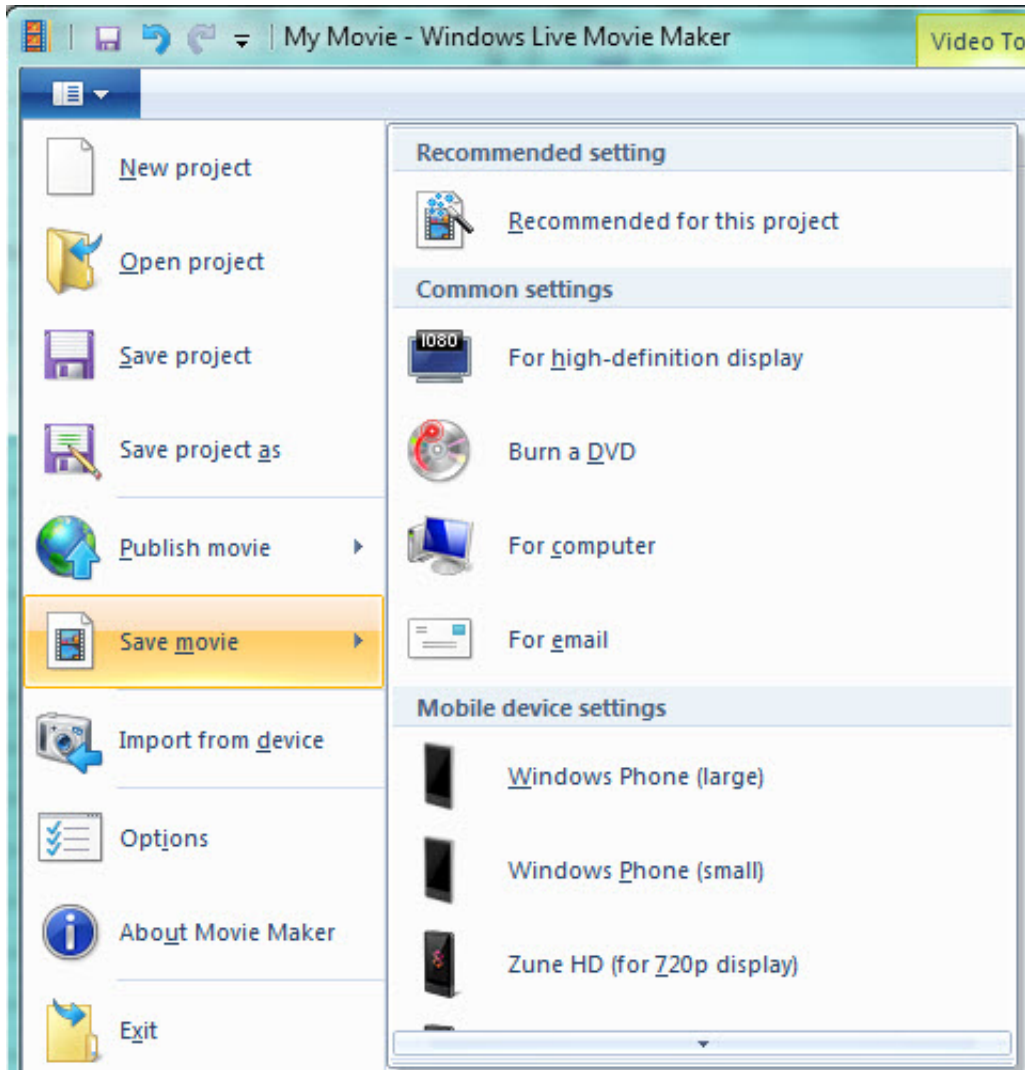 My Movie - Windows Live Movie Maker
Video To
New project
Open project
Save project
Save project as
Publish movie
Save movie
Import from device
Options
About Movie Maker
Exit
Recommended setting
Recommended for this project
Common settings
1080
For high-definition display
Burn a DVD
For computer
For email
Mobile device settings
Windows Phone (large)
Windows Phone (small)
Zune HD (for 720p display)